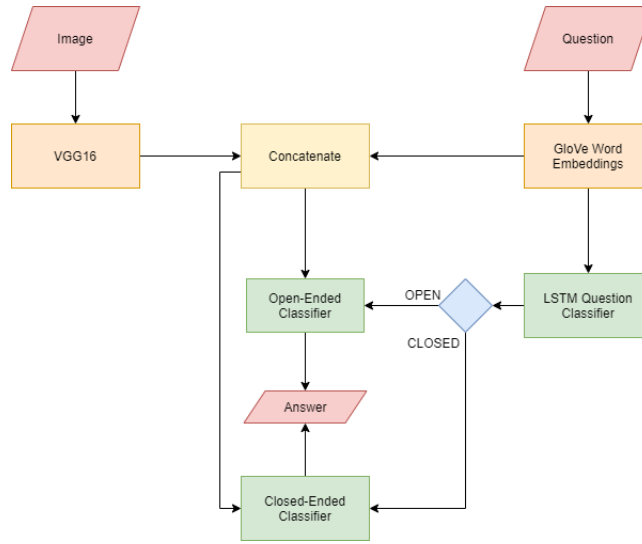 Image
Question
VGG16
Concatenate
GloVe Word
Embeddings
Open-Ended
Classifier
OPEN
LSTM Question
Classifier
CLOSED
Answer
Closed-Ended
Classifier